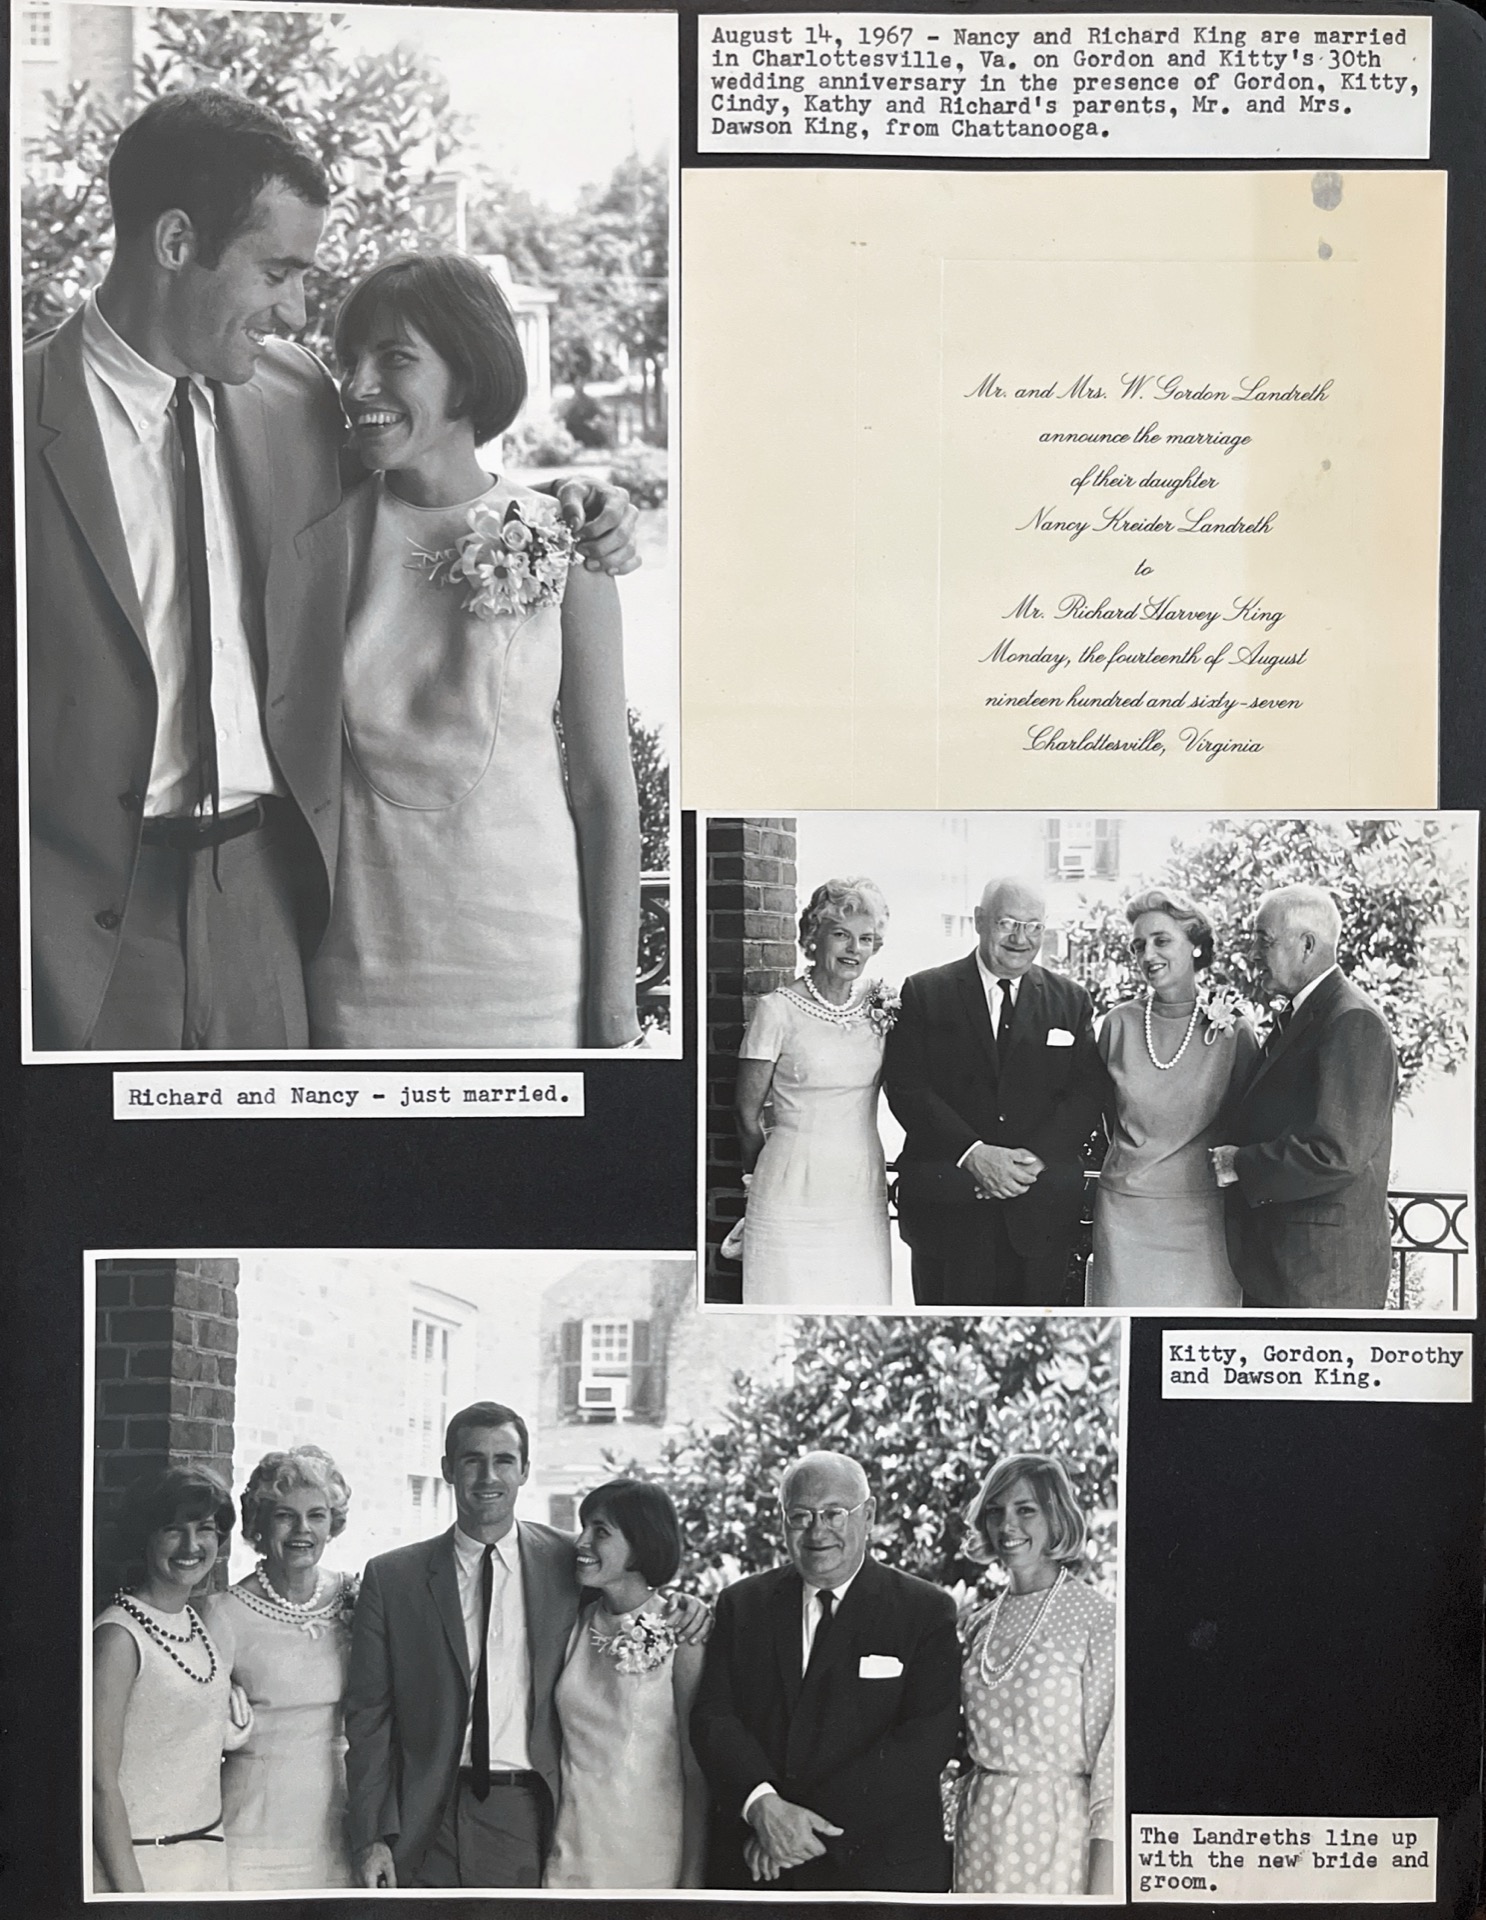 August 14, 1967 - Nancy and Richard King are married
in Charlottesville, Va. on Gordon and Kitty's 30th
wedding anniversary in the presence of Gordon, Kitty,
Cindy, Kathy and Richard's parents, Mr. and Mrs.
Dawson King, from Chattanooga.
Mr. and Mrs. W. Gordon Landreth
announce the marriage
of their daughter
Nancy Kreider Landreth
to
Mr. Richard Harvey King
Monday, the fourteenth of August
nineteen hundred and sixty-seven
Charlottesville, Virginia
Richard and Nancy - just married.
Kitty, Gordon, Dorothy
and Dawson King.
The Landreths line up
with the new bride and
groom.